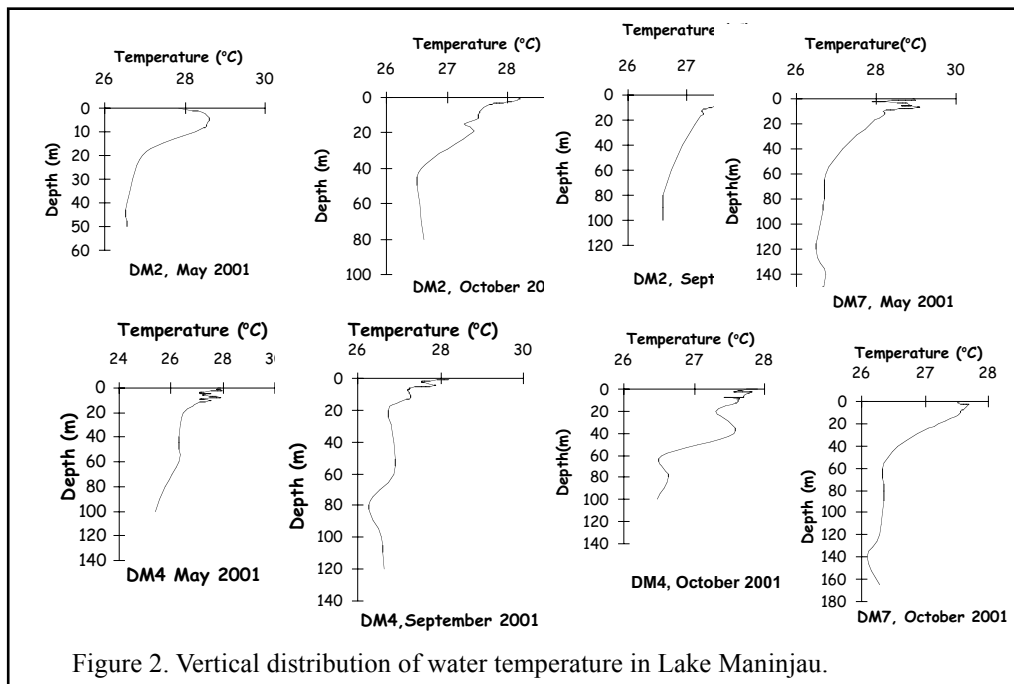 Temperature (°C)
26 28 30
0
10
20
30
40
50
60
Depth (m)
DM2, May 2001
Temperature (°C)
26 27 28
0
20
40
60
80
100
Depth (m)
DM2, October 20
Temperature
26 27
0
20
40
60
80
100
120
Depth (m)
DM2, Sept
Temperature(°C)
26 28 30
0
20
40
60
80
100
120
140
Depth(m)
DM7, May 2001
Temperature (°C)
24 26 28 30
0
20
40
60
80
100
120
140
Depth (m)
DM4 May 2001
Temperature (°C)
26 28 30
0
20
40
60
80
100
120
140
Depth (m)
DM4,September 2001
Temperature (°C)
26 27 28
0
20
40
60
80
100
120
140
Depth(m)
DM4, October 2001
Temperature (°C)
26 27 28
0
20
40
60
80
100
120
140
160
180
Depth (m)
DM7, October 2001
Figure 2. Vertical distribution of water temperature in Lake Maninjau.